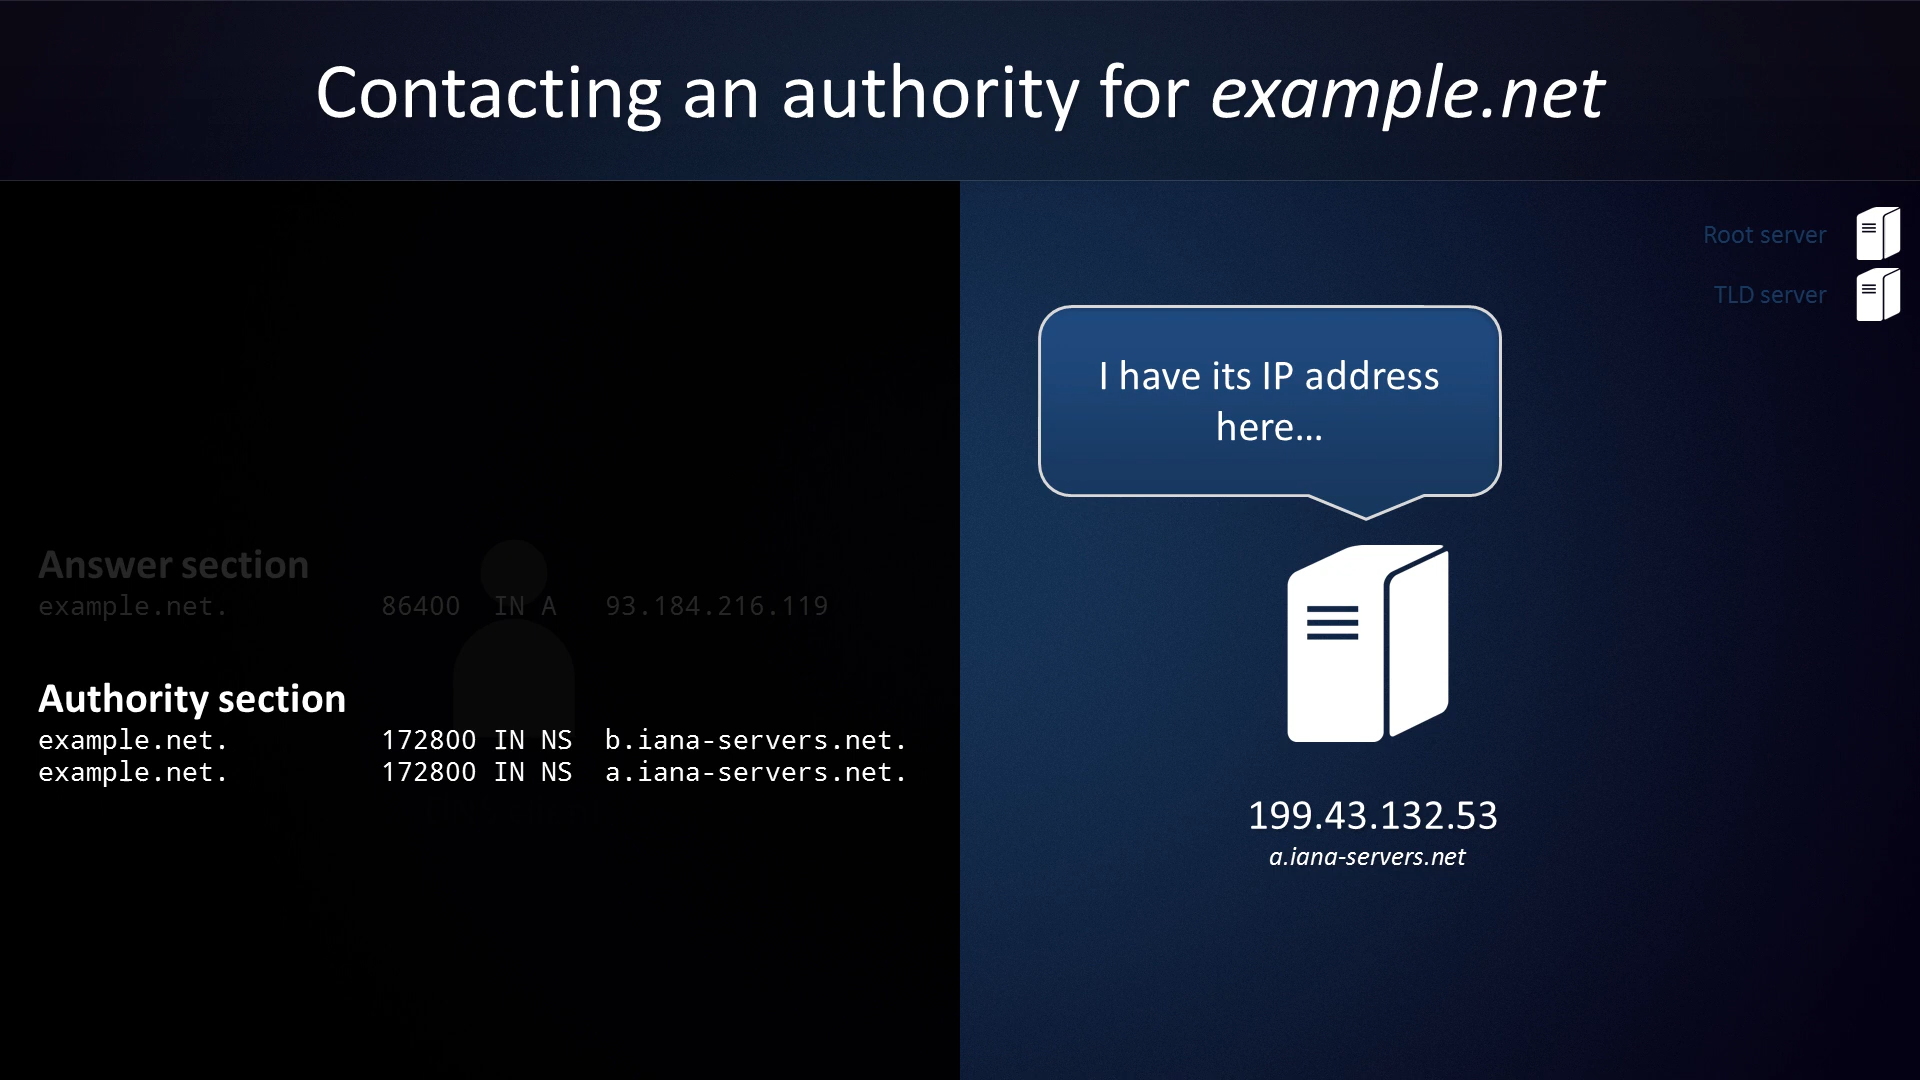 Contacting an authority for example.net
Root server
TLD server
I have its IP address
here...
Answer section
example.net. 86400 IN A 93.184.216.119
Authority section
example.net. 172800 IN NS b.iana-servers.net.
example.net. 172800 IN NS a.iana-servers.net.
199.43.132.53
a.iana-servers.net